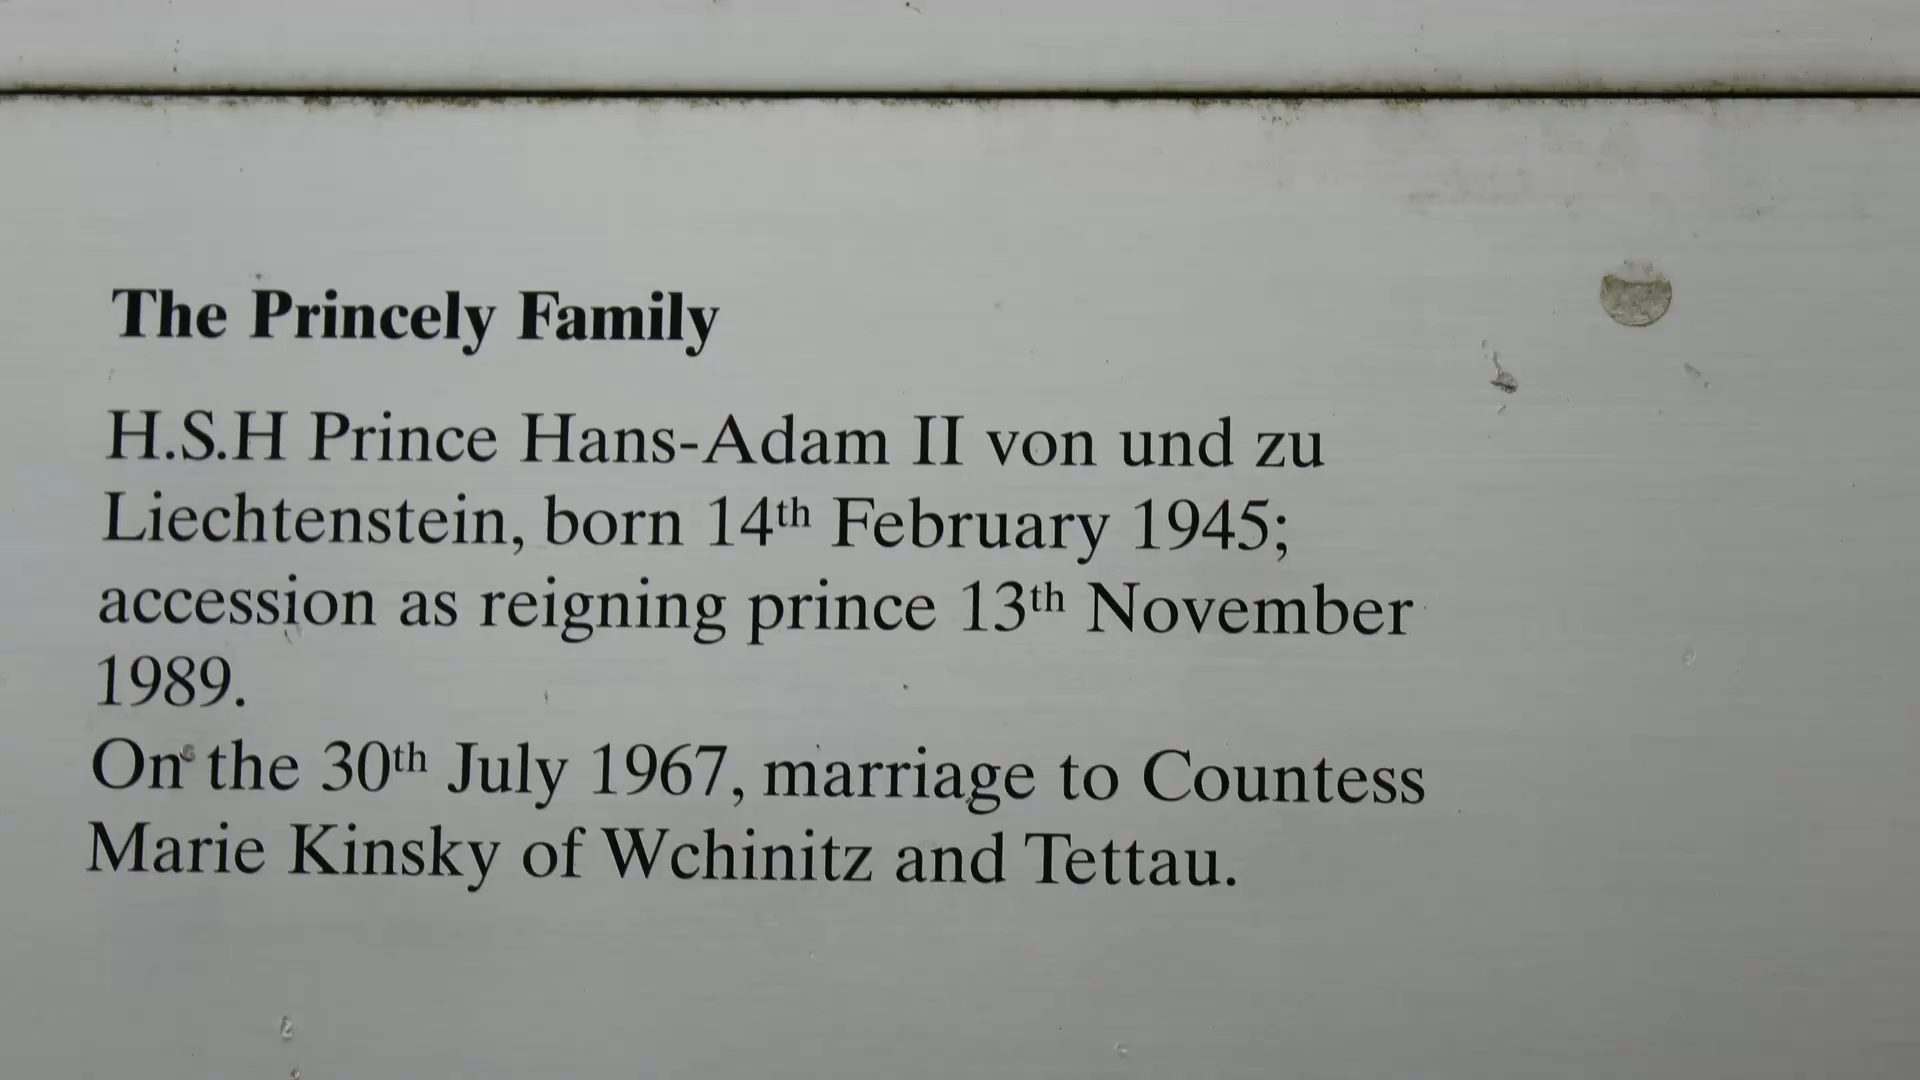 The Princely Family
H.S.H Prince Hans-Adam II von und zu
Liechtenstein, born 14th February 1945;
accession as reigning prince 13th November
1989.
On the 30th July 1967, marriage to Countess
Marie Kinsky of Wchinitz and Tettau.